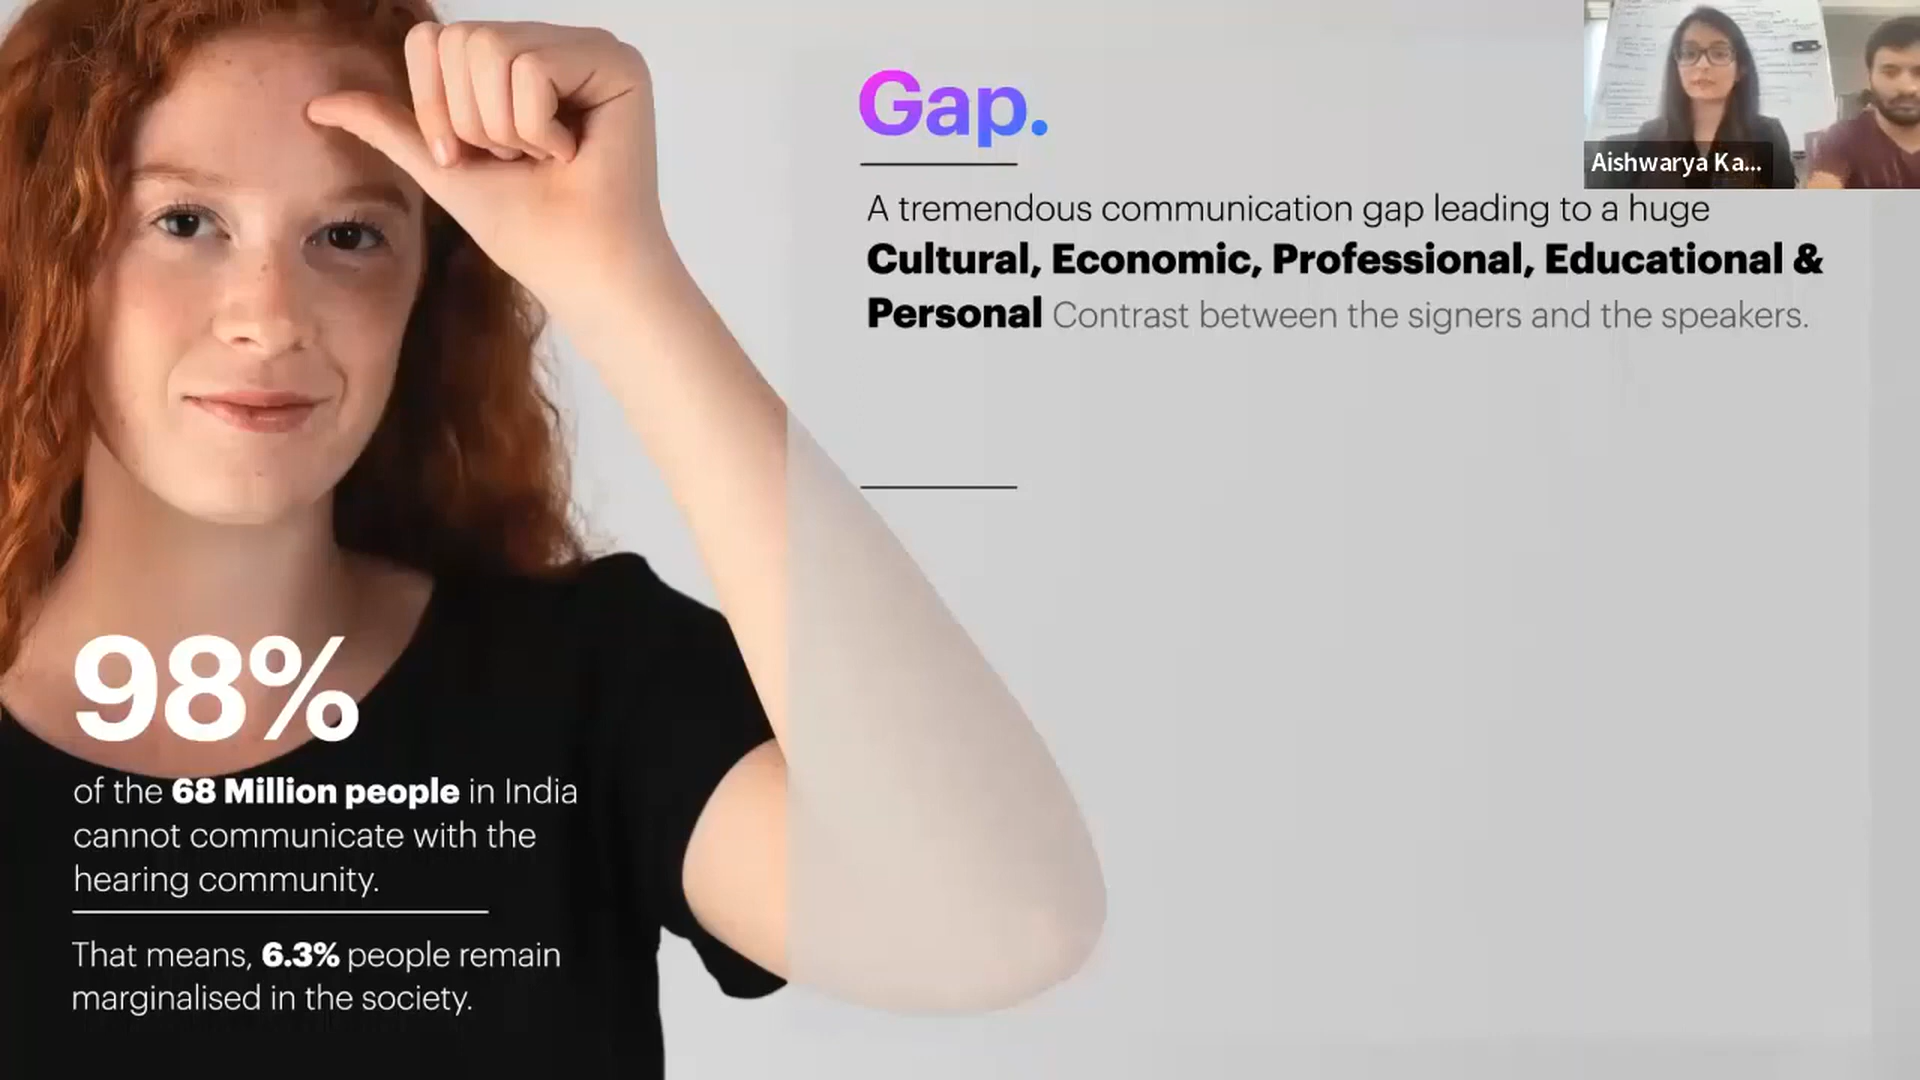 Gap.
A tremendous communication gap leading to a huge
Cultural, Economic, Professional, Educational &
Personal Contrast between the signers and the speakers.
Aishwarya Ka...
98%
of the 68 Million people in India
cannot communicate with the
hearing community.
That means, 6.3% people remain
marginalised in the society.